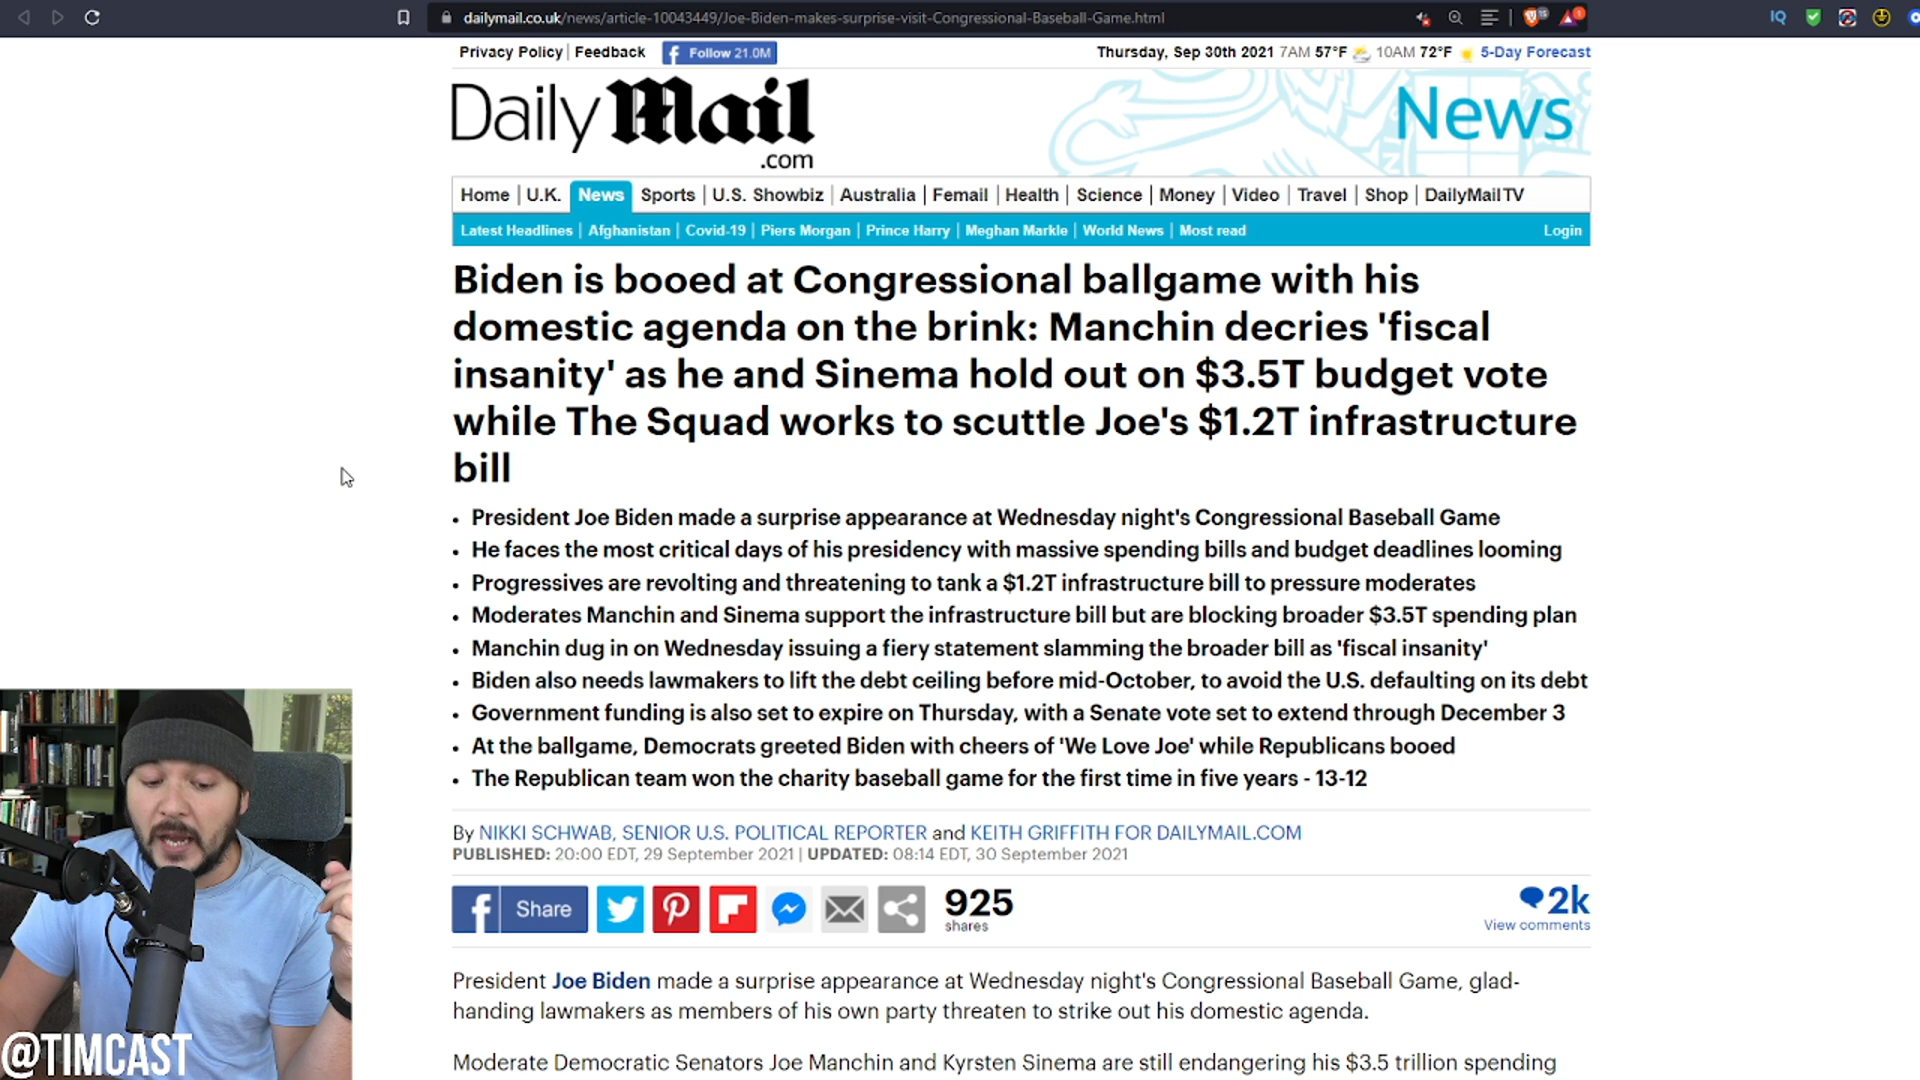 dailymail.co.uk/news/article-10043449/Joe-Biden-makes-surprise-visit-Congressional-Baseball-Game.html
IQ
Privacy Policy | Feedback
Follow 21.0M
Thursday, Sep 30th 2021 7AM 57°F 10AM 72°F 5-Day Forecast
Daily Mail
.com
News
Home | U.K. News Sports | U.S. Showbiz | Australia | Femail | Health | Science | Money | Video | Travel | Shop | DailyMailTV
Latest Headlines | Afghanistan | Covid-19 | Piers Morgan | Prince Harry | Meghan Markle | World News | Most read
Login
Biden is booed at Congressional ballgame with his
domestic agenda on the brink: Manchin decries 'fiscal
insanity' as he and Sinema hold out on $3.5T budget vote
while The Squad works to scuttle Joe's $1.2T infrastructure
bill
• President Joe Biden made a surprise appearance at Wednesday night's Congressional Baseball Game
• He faces the most critical days of his presidency with massive spending bills and budget deadlines looming
• Progressives are revolting and threatening to tank a $1.2T infrastructure bill to pressure moderates
• Moderates Manchin and Sinema support the infrastructure bill but are blocking broader $3.5T spending plan
• Manchin dug in on Wednesday issuing a fiery statement slamming the broader bill as 'fiscal insanity'
• Biden also needs lawmakers to lift the debt ceiling before mid-October, to avoid the U.S. defaulting on its debt
• Government funding is also set to expire on Thursday, with a Senate vote set to extend through December 3
• At the ballgame, Democrats greeted Biden with cheers of 'We Love Joe' while Republicans booed
• The Republican team won the charity baseball game for the first time in five years - 13-12
By NIKKI SCHWAB, SENIOR U.S. POLITICAL REPORTER and KEITH GRIFFITH FOR DAILYMAIL.COM
PUBLISHED: 20:00 EDT, 29 September 2021 | UPDATED: 08:14 EDT, 30 September 2021
Share
925
shares
2k
View comments
President Joe Biden made a surprise appearance at Wednesday night's Congressional Baseball Game, glad-
handing lawmakers as members of his own party threaten to strike out his domestic agenda.
Moderate Democratic Senators Joe Manchin and Kyrsten Sinema are still endangering his $3.5 trillion spending
@TIMCAST